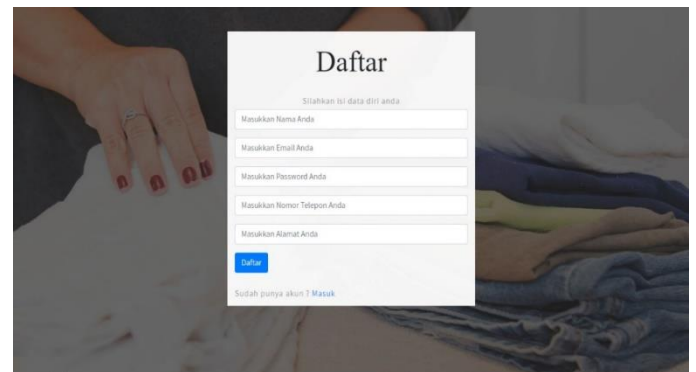 Daftar
Silahkan isi data diri anda
Masukkan Nama Anda
Masukkan Email Anda
Masukkan Password Anda
Masukkan Nomor Telepon Anda
Masukkan Alamat Anda
Daftar
Sudah punya akun ? Masuk